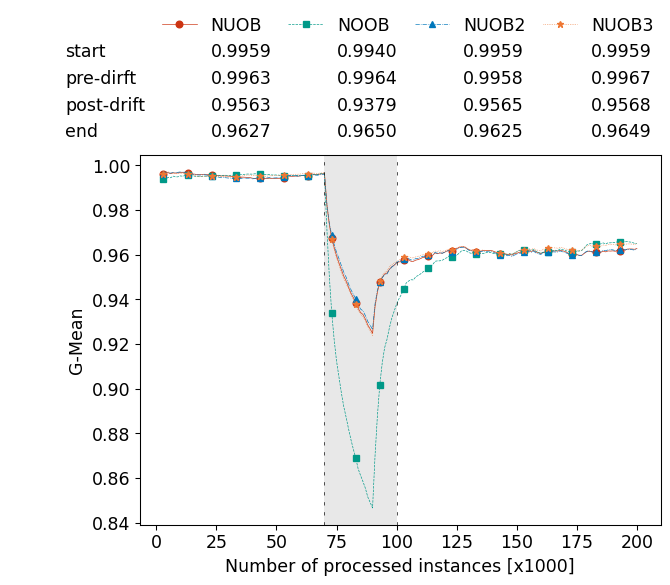 NUOB NOOB NUOB2 NUOB3
start 0.9959 0.9940 0.9959 0.9959
pre-dirft 0.9963 0.9964 0.9958 0.9967
post-drift 0.9563 0.9379 0.9565 0.9568
end 0.9627 0.9650 0.9625 0.9649
1.00
0.98
0.96
0.94
0.92
0.90
0.88
0.86
0.84
G-Mean
0 25 50 75 100 125 150 175 200
Number of processed instances [x1000]